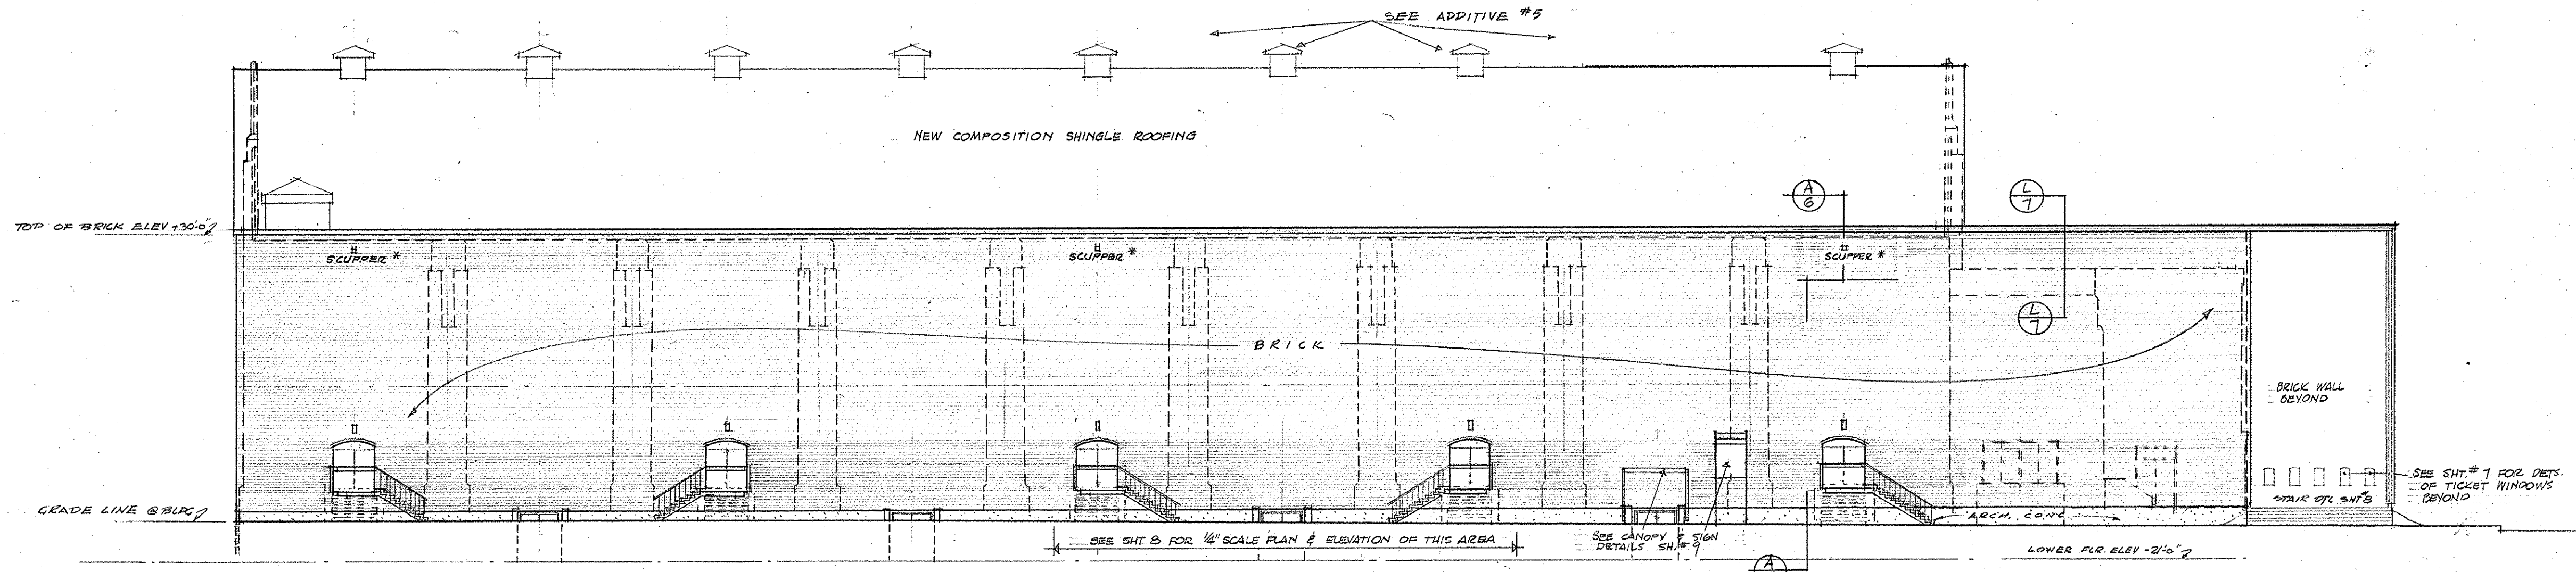 SEE ADDITIVE #5
NEW COMPOSITION SHINGLE ROOFING
A
6
L
7
TOP OF BRICK ELEV. +30'-0"
SCUPPER *
SCUPPER *
SCUPPER *
L
7
BRICK
BRICK WALL
BEYOND
SEE SHT # 7 FOR DETS.
OF TICKET WINDOWS
BEYOND
STAIR DTL SHT #8
GRADE LINE @ BLDG
ARCH. CONC.
SEE SHT 8 FOR 1/4" SCALE PLAN & ELEVATION OF THIS AREA
SEE CANOPY & SIGN
DETAILS SH. # 9
LOWER FLR. ELEV -21'-0"
A